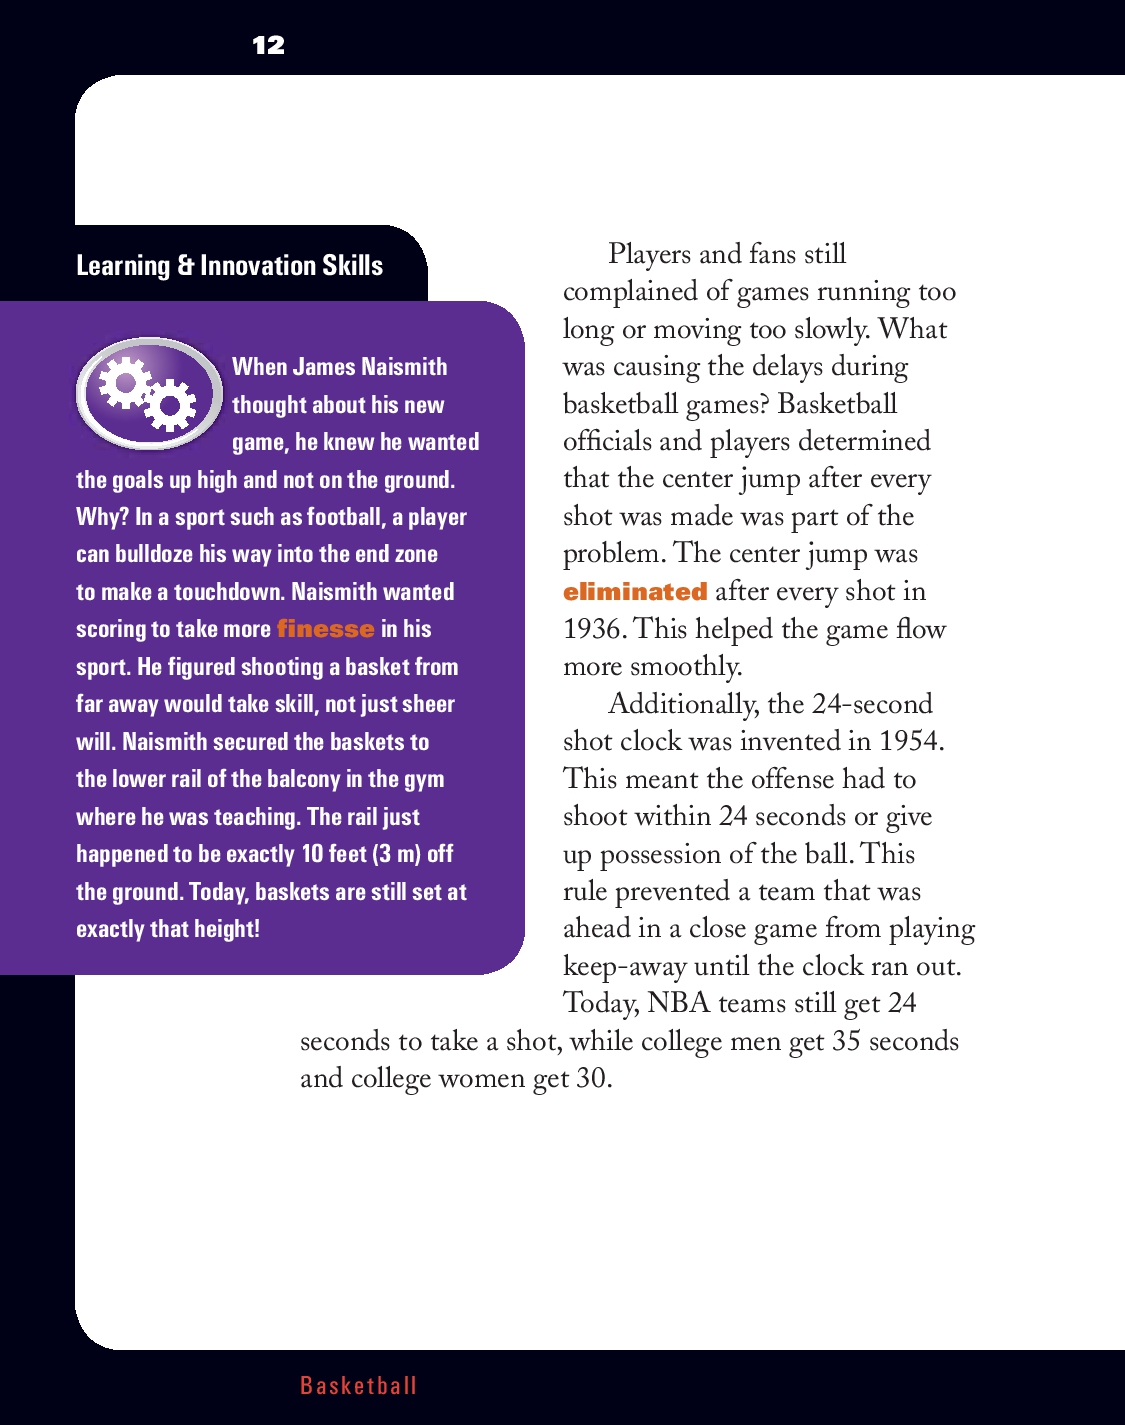 12
Learning & Innovation Skills
When James Naismith
thought about his new
game, he knew he wanted
the goals up high and not on the ground.
Why? In a sport such as football, a player
can bulldoze his way into the end zone
to make a touchdown. Naismith wanted
scoring to take more finesse in his
sport. He figured shooting a basket from
far away would take skill, not just sheer
will. Naismith secured the baskets to
the lower rail of the balcony in the gym
where he was teaching. The rail just
happened to be exactly 10 feet (3 m) off
the ground. Today, baskets are still set at
exactly that height!
Players and fans still
complained of games running too
long or moving too slowly. What
was causing the delays during
basketball games? Basketball
officials and players determined
that the center jump after every
shot was made was part of the
problem. The center jump was
eliminated after every shot in
1936. This helped the game flow
more smoothly.
Additionally, the 24-second
shot clock was invented in 1954.
This meant the offense had to
shoot within 24 seconds or give
up possession of the ball. This
rule prevented a team that was
ahead in a close game from playing
keep-away until the clock ran out.
Today, NBA teams still get 24
seconds to take a shot, while college men get 35 seconds
and college women get 30.
Basketball